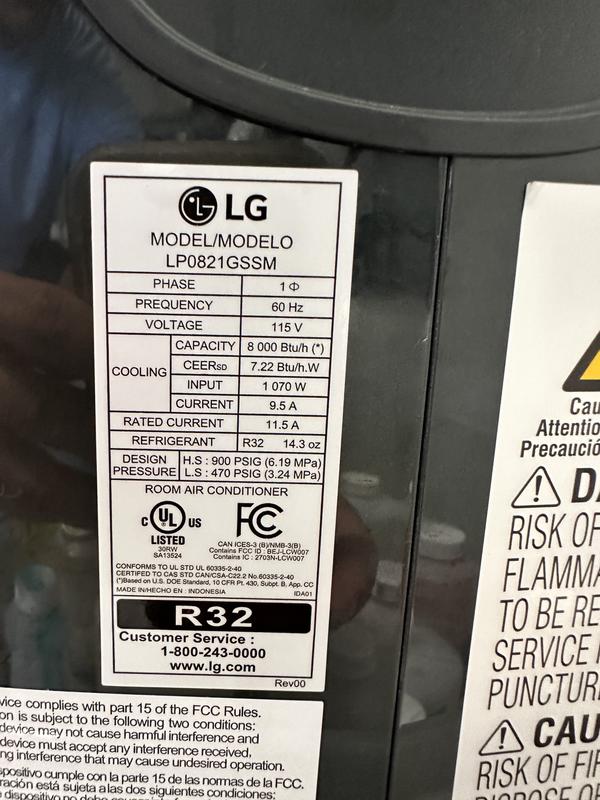 LG
MODEL/MODELO
LP0821GSSM
PHASE 1 Φ
FREQUENCY 60 Hz
VOLTAGE 115 V
COOLING
CAPACITY 8 000 Btu/h (*)
CEERSD 7.22 Btu/h.W
INPUT 1 070 W
CURRENT 9.5 A
RATED CURRENT 11.5 A
REFRIGERANT R32 14.3 oz
DESIGN PRESSURE
H.S : 900 PSIG (6.19 MPa)
L.S : 470 PSIG (3.24 MPa)
ROOM AIR CONDITIONER
C UL US
LISTED
30RW
SA13524
FC
CAN ICES-3 (B)/NMB-3(B)
Contains FCC ID : BEJ-LCW007
Contains IC : 2703N-LCW007
CONFORMS TO UL STD UL 60335-2-40
CERTIFED TO CAS STD CAN/CSA-C22.2 No.60335-2-40
(*)Based on U.S. DOE Standard, 10 CFR Pt. 430, Subpt. B, App. CC
MADE IN/HECHO EN : INDONESIA IDA01
R32
Customer Service :
1-800-243-0000
www.lg.com
Rev00
vice complies with part 15 of the FCC Rules.
on is subject to the following two conditions:
device may not cause harmful interference and
device must accept any interference received,
ng interference that may cause undesired operation.
spositivo cumple con la parte 15 de las normas de la FCC.
ración está sujeta a las dos siguientes condiciones:
Cau
Attentio
Precaució
DA
RISK OF
FLAMMA
TO BE RE
SERVICE
PUNCTUR
CAU
RISK OF FI